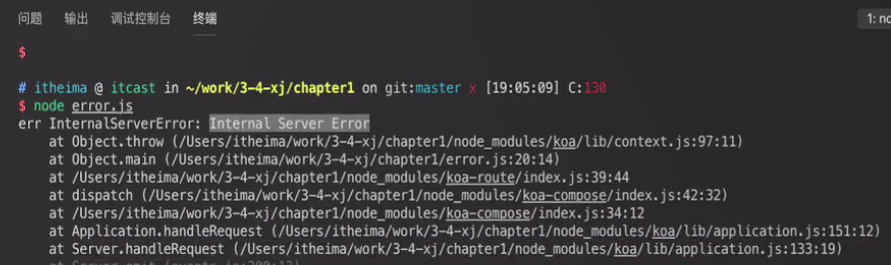 问题 输出 调试控制台 终端 1: no
$
# itheima @ itcast in ~/work/3-4-xj/chapter1 on git:master x [19:05:09] C:130
$ node error.js
err InternalServerError: Internal Server Error
at Object.throw (/Users/itheima/work/3-4-xj/chapter1/node_modules/koa/lib/context.js:97:11)
at Object.main (/Users/itheima/work/3-4-xj/chapter1/error.js:20:14)
at /Users/itheima/work/3-4-xj/chapter1/node_modules/koa-route/index.js:39:44
at dispatch (/Users/itheima/work/3-4-xj/chapter1/node_modules/koa-compose/index.js:42:32)
at /Users/itheima/work/3-4-xj/chapter1/node_modules/koa-compose/index.js:34:12
at Application.handleRequest (/Users/itheima/work/3-4-xj/chapter1/node_modules/koa/lib/application.js:151:12)
at Server.handleRequest (/Users/itheima/work/3-4-xj/chapter1/node_modules/koa/lib/application.js:133:19)